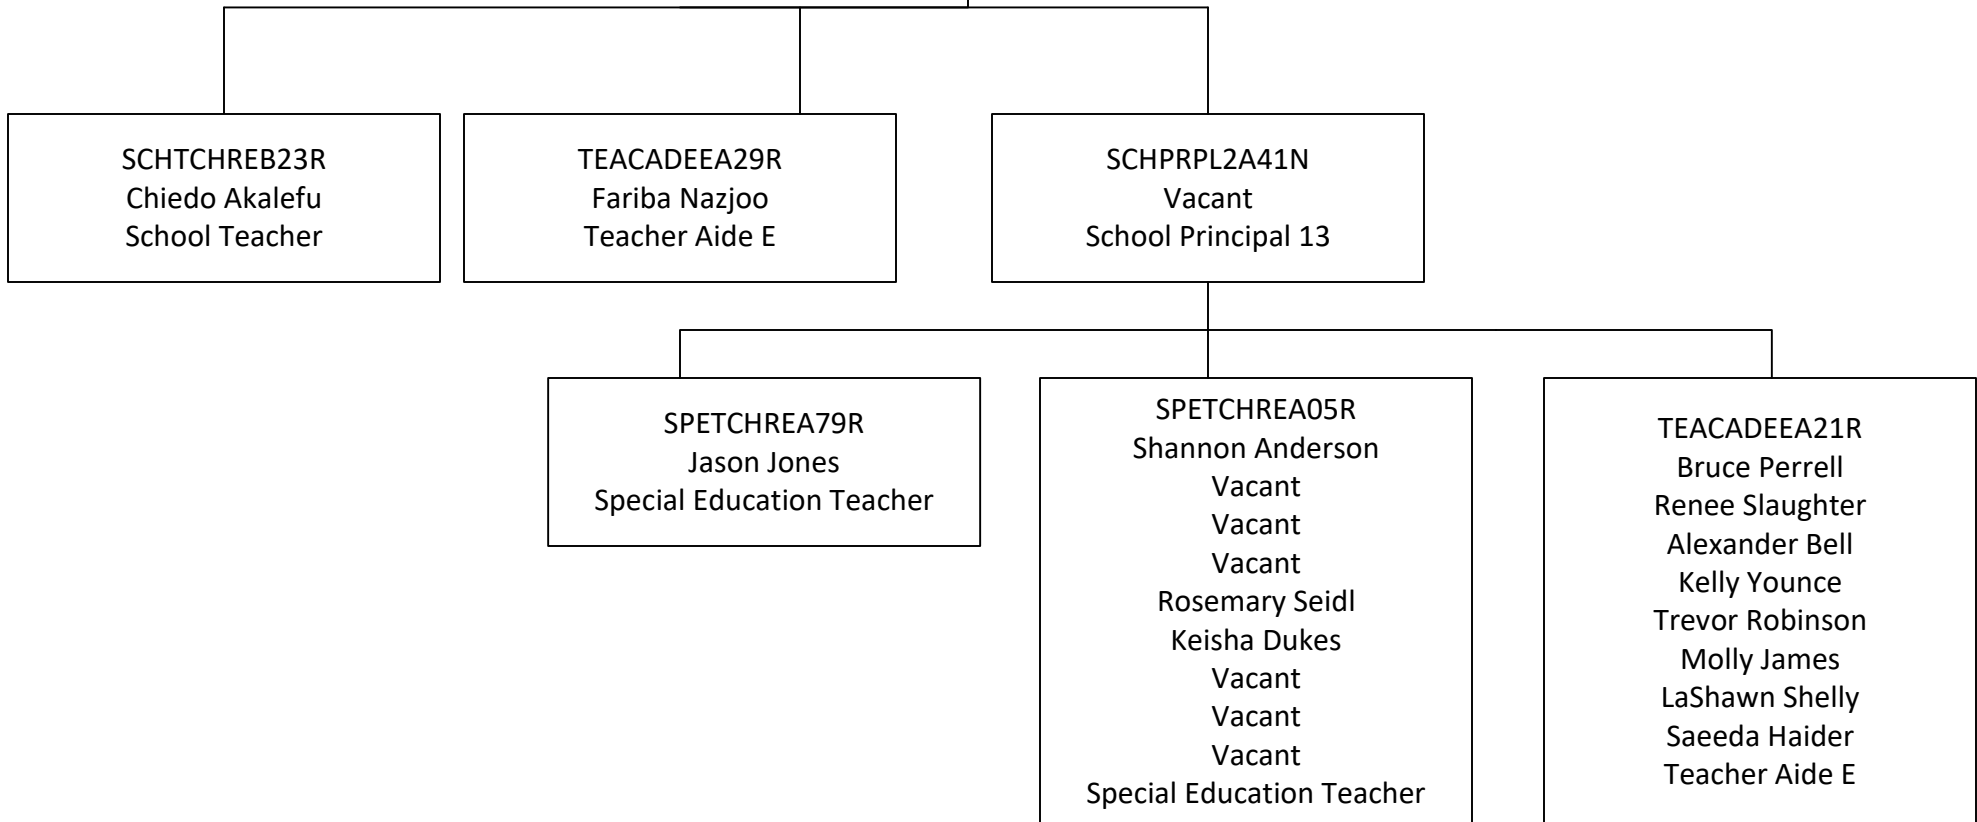 SCHTCHREB23R
Chiedo Akalefu
School Teacher
TEACADEEA29R
Fariba Nazjoo
Teacher Aide E
SCHPRPL2A41N
Vacant
School Principal 13
SPETCHREA79R
Jason Jones
Special Education Teacher
SPETCHREA05R
Shannon Anderson
Vacant
Vacant
Vacant
Rosemary Seidl
Keisha Dukes
Vacant
Vacant
Vacant
Special Education Teacher
TEACADEEA21R
Bruce Perrell
Renee Slaughter
Alexander Bell
Kelly Younce
Trevor Robinson
Molly James
LaShawn Shelly
Saeeda Haider
Teacher Aide E